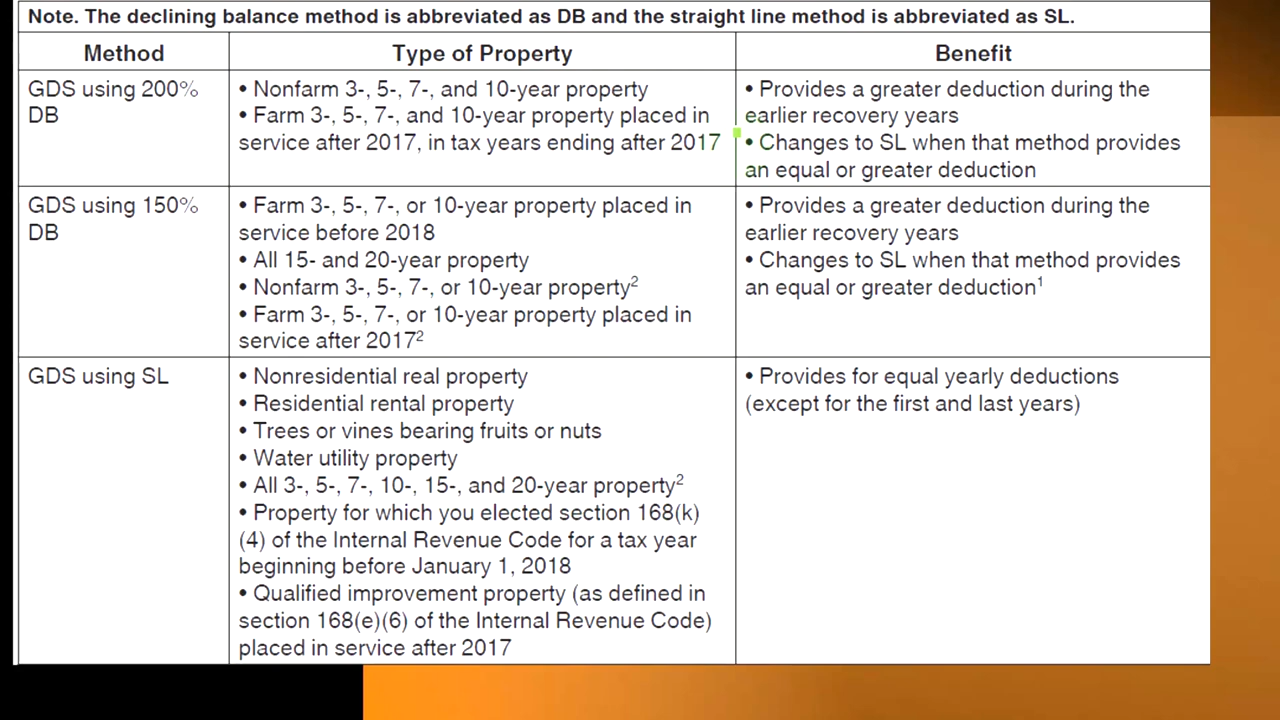 Note. The declining balance method is abbreviated as DB and the straight line method is abbreviated as SL.
Method
Type of Property
Benefit
GDS using 200%
DB
• Nonfarm 3-, 5-, 7-, and 10-year property
• Farm 3-, 5-, 7-, and 10-year property placed in
service after 2017, in tax years ending after 2017
• Provides a greater deduction during the
earlier recovery years
• Changes to SL when that method provides
an equal or greater deduction
GDS using 150%
DB
• Farm 3-, 5-, 7-, or 10-year property placed in
service before 2018
• All 15- and 20-year property
• Nonfarm 3-, 5-, 7-, or 10-year property²
• Farm 3-, 5-, 7-, or 10-year property placed in
service after 2017²
• Provides a greater deduction during the
earlier recovery years
• Changes to SL when that method provides
an equal or greater deduction¹
GDS using SL
• Nonresidential real property
• Residential rental property
• Trees or vines bearing fruits or nuts
• Water utility property
• All 3-, 5-, 7-, 10-, 15-, and 20-year property²
• Property for which you elected section 168(k)
(4) of the Internal Revenue Code for a tax year
beginning before January 1, 2018
• Qualified improvement property (as defined in
section 168(e)(6) of the Internal Revenue Code)
placed in service after 2017
• Provides for equal yearly deductions
(except for the first and last years)